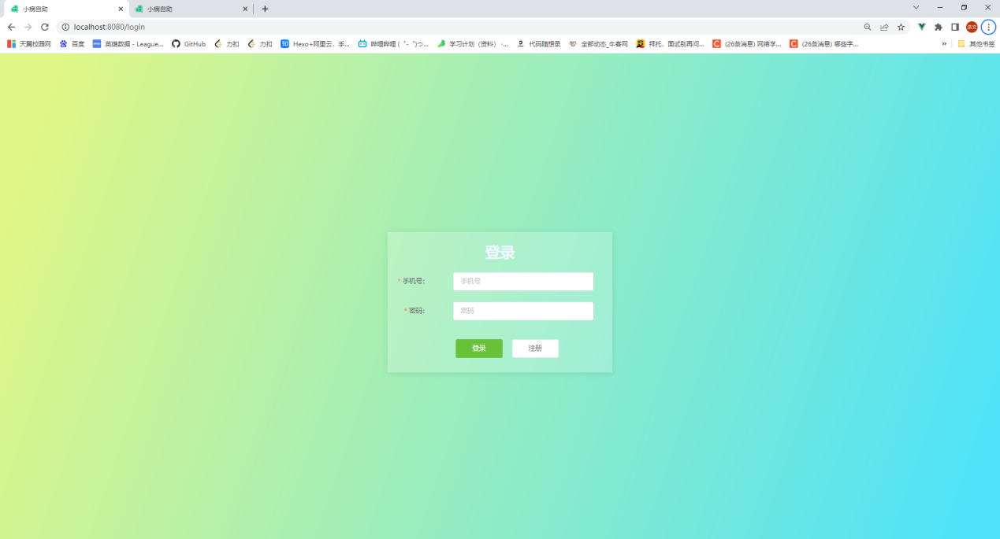 小病自助
小病自助
localhost:8080/login
天翼校园网 百度 英雄数据 - League... GitHub 力扣 力扣 Hexo+阿里云，手... 哔哩哔哩 (゜-゜)つ... 学习计划（资料） -... 代码随想录 全部动态_牛客网 拜托，面试别再问... (26条消息) 网络学... (26条消息) 哪些字... » 其他书签
登录
* 手机号: 手机号
* 密码: 密码
登录 注册